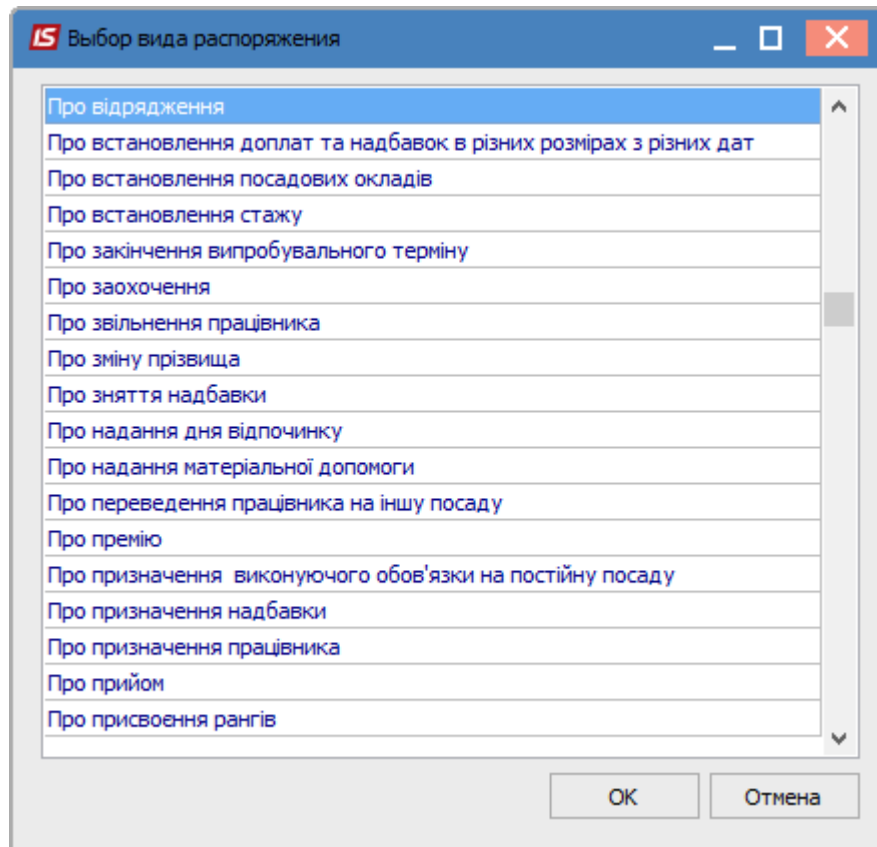 IS Выбор вида распоряжения
Про відрядження
Про встановлення доплат та надбавок в різних розмірах з різних дат
Про встановлення посадових окладів
Про встановлення стажу
Про закінчення випробувального терміну
Про заохочення
Про звільнення працівника
Про зміну прізвища
Про зняття надбавки
Про надання дня відпочинку
Про надання матеріальної допомоги
Про переведення працівника на іншу посаду
Про премію
Про призначення  виконуючого обов'язки на постійну посаду
Про призначення надбавки
Про призначення працівника
Про прийом
Про присвоєння рангів
OK Отмена